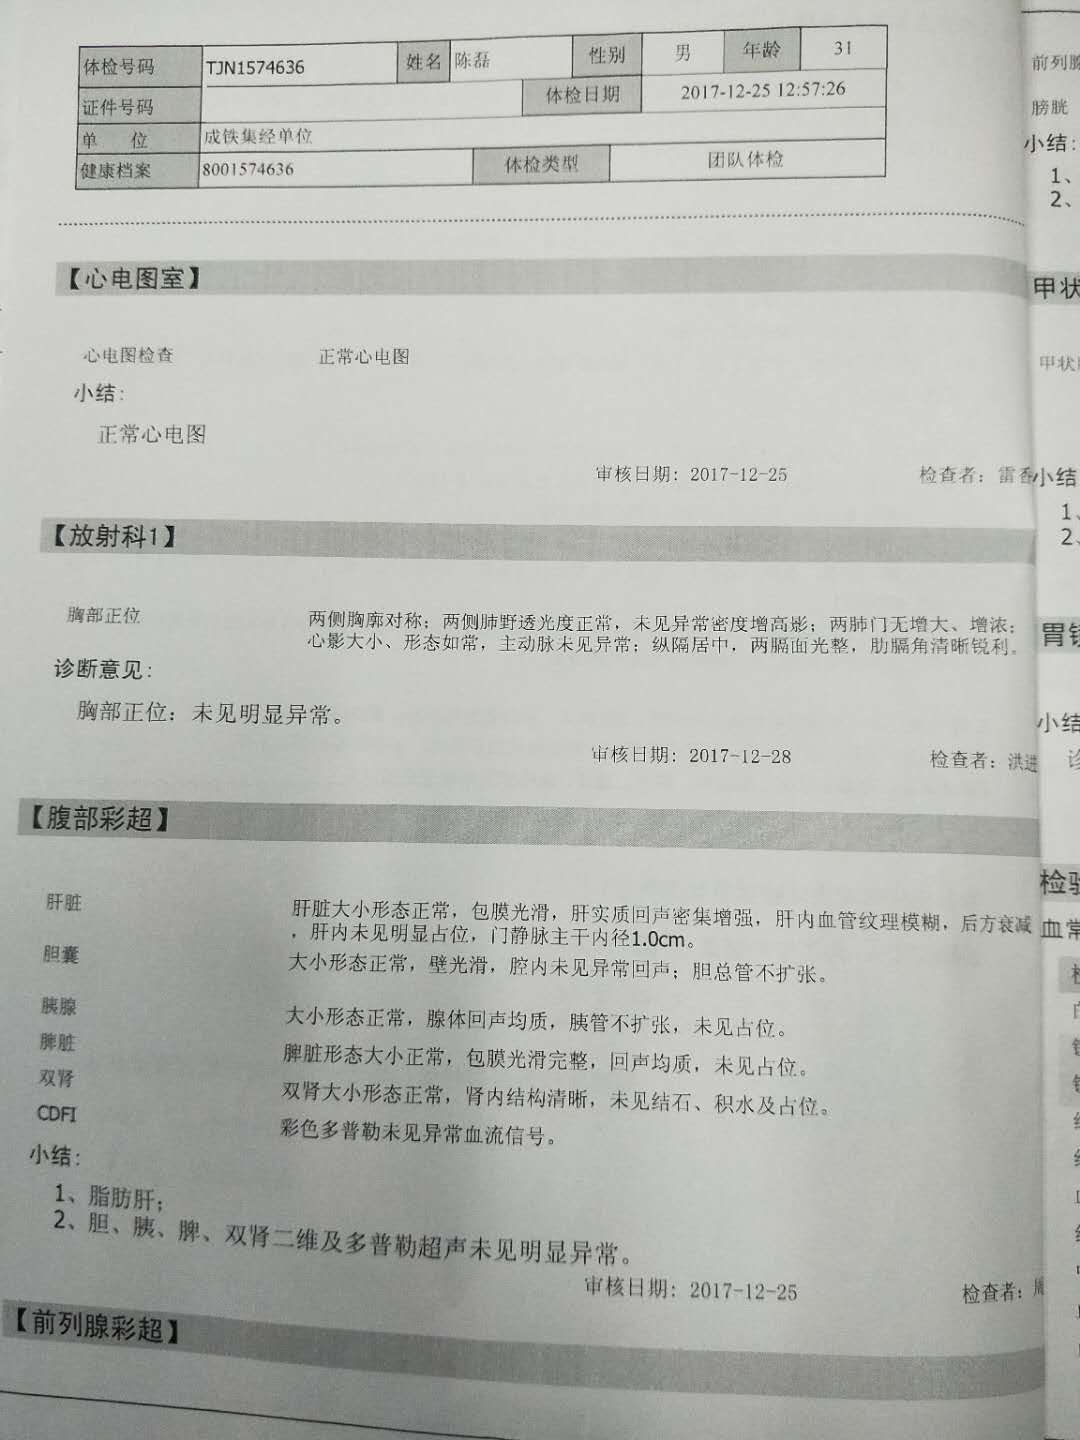 体检号码 TJN1574636 姓名 陈磊 性别 男 年龄 31
证件号码 体检日期 2017-12-25 12:57:26
单 位 成铁集经单位
健康档案 8001574636 体检类型 团队体检
【心电图室】
心电图检查 正常心电图
小结:
正常心电图
审核日期: 2017-12-25 检查者: 雷香
【放射科1】
胸部正位 两侧胸廓对称; 两侧肺野透光度正常, 未见异常密度增高影; 两肺门无增大、增浓;
心影大小、形态如常, 主动脉未见异常; 纵隔居中, 两膈面光整, 肋膈角清晰锐利。
诊断意见:
胸部正位: 未见明显异常。
审核日期: 2017-12-28 检查者: 洪进
【腹部彩超】
肝脏 肝脏大小形态正常, 包膜光滑, 肝实质回声密集增强, 肝内血管纹理模糊, 后方衰减
, 肝内未见明显占位, 门静脉主干内径1.0cm。
胆囊 大小形态正常, 壁光滑, 腔内未见异常回声; 胆总管不扩张。
胰腺 大小形态正常, 腺体回声均质, 胰管不扩张, 未见占位。
脾脏 脾脏形态大小正常, 包膜光滑完整, 回声均质, 未见占位。
双肾 双肾大小形态正常, 肾内结构清晰, 未见结石、积水及占位。
CDFI 彩色多普勒未见异常血流信号。
小结:
1、脂肪肝;
2、胆、胰、脾、双肾二维及多普勒超声未见明显异常。
审核日期: 2017-12-25 检查者:
【前列腺彩超】
前列腺
膀胱
小结:
1、
2、
甲状
甲状
小结
1、
2、
胃
小结
诊
检验
血常